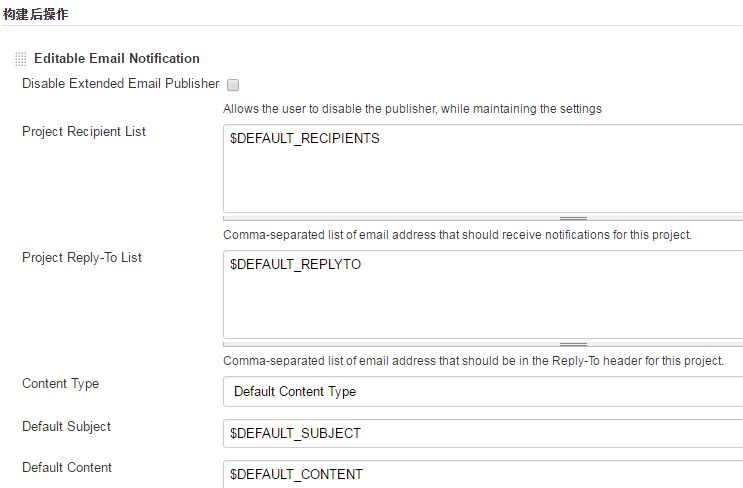 构建后操作
Editable Email Notification
Disable Extended Email Publisher
Allows the user to disable the publisher, while maintaining the settings
Project Recipient List
$DEFAULT_RECIPIENTS
Comma-separated list of email address that should receive notifications for this project.
Project Reply-To List
$DEFAULT_REPLYTO
Comma-separated list of email address that should be in the Reply-To header for this project.
Content Type
Default Content Type
Default Subject
$DEFAULT_SUBJECT
Default Content
$DEFAULT_CONTENT